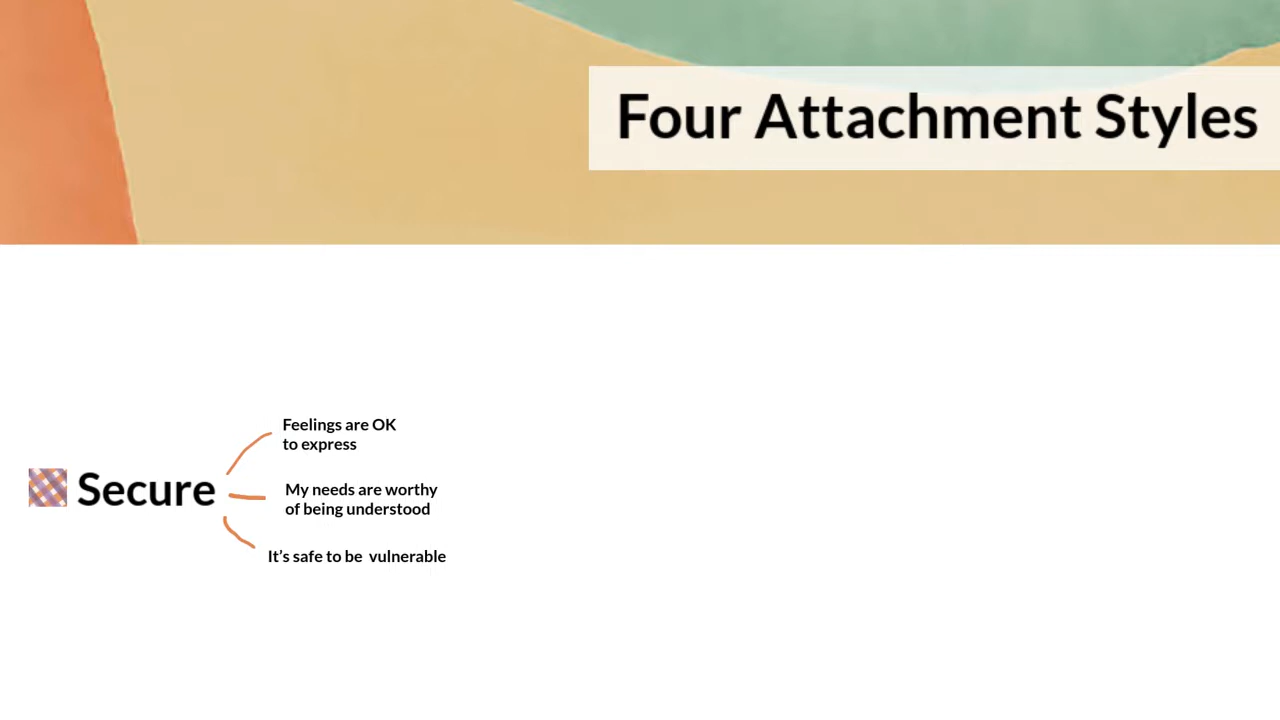 Four Attachment Styles
Feelings are OK
to express
Secure
My needs are worthy
of being understood
It's safe to be  vulnerable